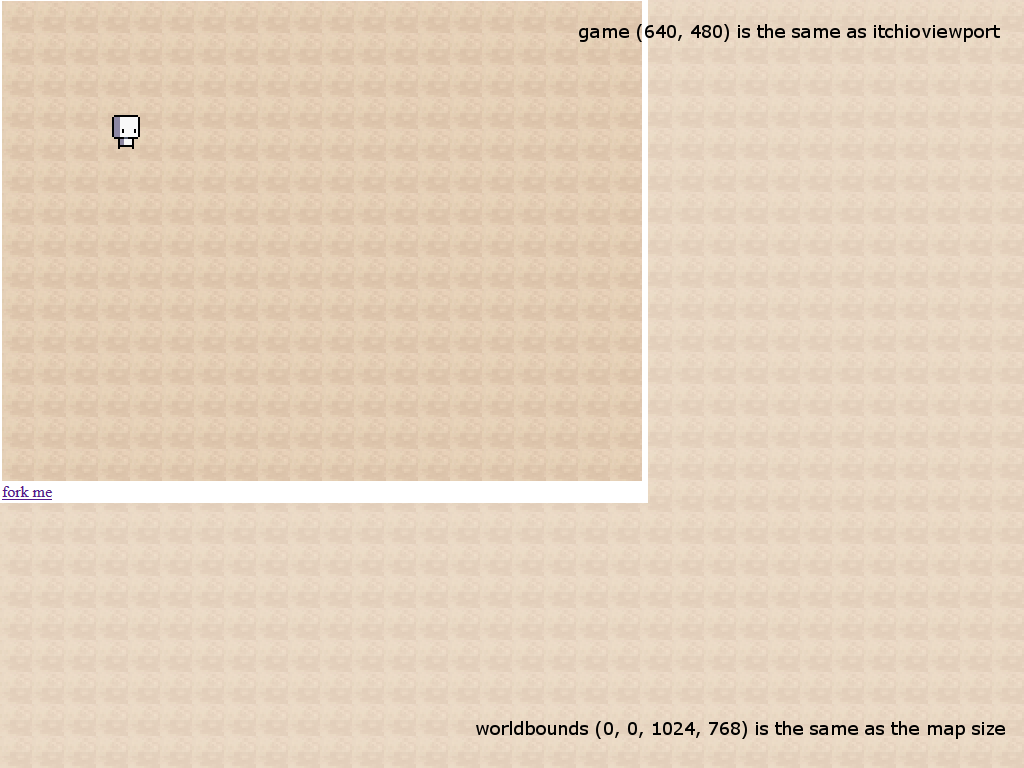 game (640, 480) is the same as itchioviewport
fork me
worldbounds (0, 0, 1024, 768) is the same as the map size